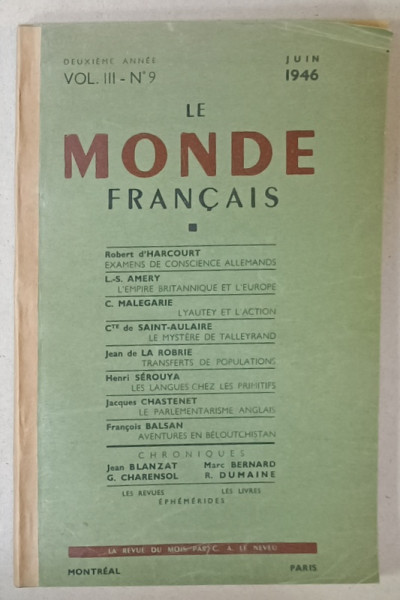 DEUXIÈME ANNÉE JUIN
VOL. III - N° 9 1946
LE
MONDE
FRANÇAIS
Robert d'HARCOURT
EXAMENS DE CONSCIENCE ALLEMANDS
L.-S. AMERY
L'EMPIRE BRITANNIQUE ET L'EUROPE
C. MALEGARIE
LYAUTEY ET L'ACTION
Cᵀᴱ de SAINT-AULAIRE
LE MYSTÈRE DE TALLEYRAND
Jean de LA ROBRIE
TRANSFERTS DE POPULATIONS
Henri SÉROUYA
LES LANGUES CHEZ LES PRIMITIFS
Jacques CHASTENET
LE PARLEMENTARISME ANGLAIS
François BALSAN
AVENTURES EN BÉLOUTCHISTAN
CHRONIQUES
Jean BLANZAT Marc BERNARD
G. CHARENSOL R. DUMAINE
LES REVUES LES LIVRES
ÉPHÉMÉRIDES
LA REVUE DU MOIS PAR C. A. LE NEVEU
MONTRÉAL PARIS